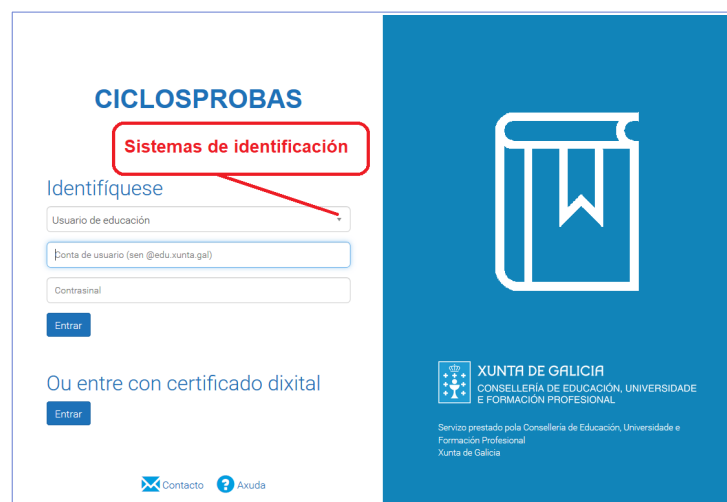 CICLOSPROBAS
Sistemas de identificación
Identifíquese
Usuario de educación
Conta de usuario (sen @edu.xunta.gal)
Contrasinal
Entrar
Ou entre con certificado dixital
Entrar
Contacto
? Axuda
XUNTA DE GALICIA
CONSELLERÍA DE EDUCACIÓN, UNIVERSIDADE
E FORMACIÓN PROFESIONAL
Servizo prestado pola Consellería de Educación, Universidade e
Formación Profesional
Xunta de Galicia